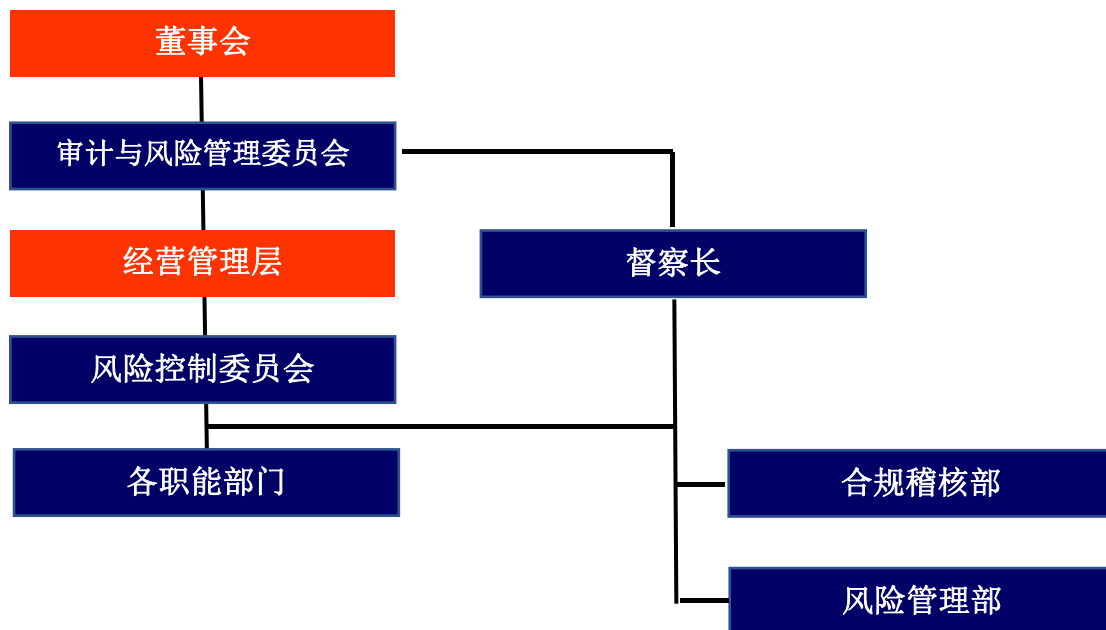 董事会
审计与风险管理委员会
经营管理层
督察长
风险控制委员会
各职能部门
合规稽核部
风险管理部